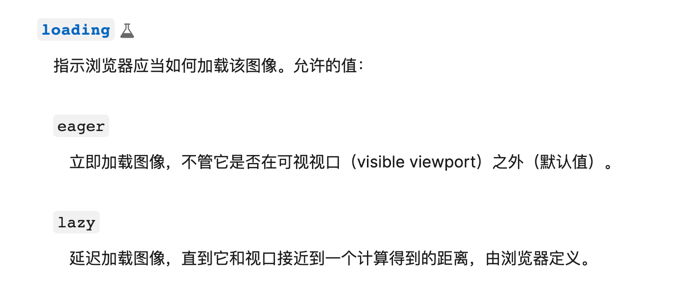 loading
指示浏览器应当如何加载该图像。允许的值：
eager
立即加载图像，不管它是否在可视视口（visible viewport）之外（默认值）。
lazy
延迟加载图像，直到它和视口接近到一个计算得到的距离，由浏览器定义。